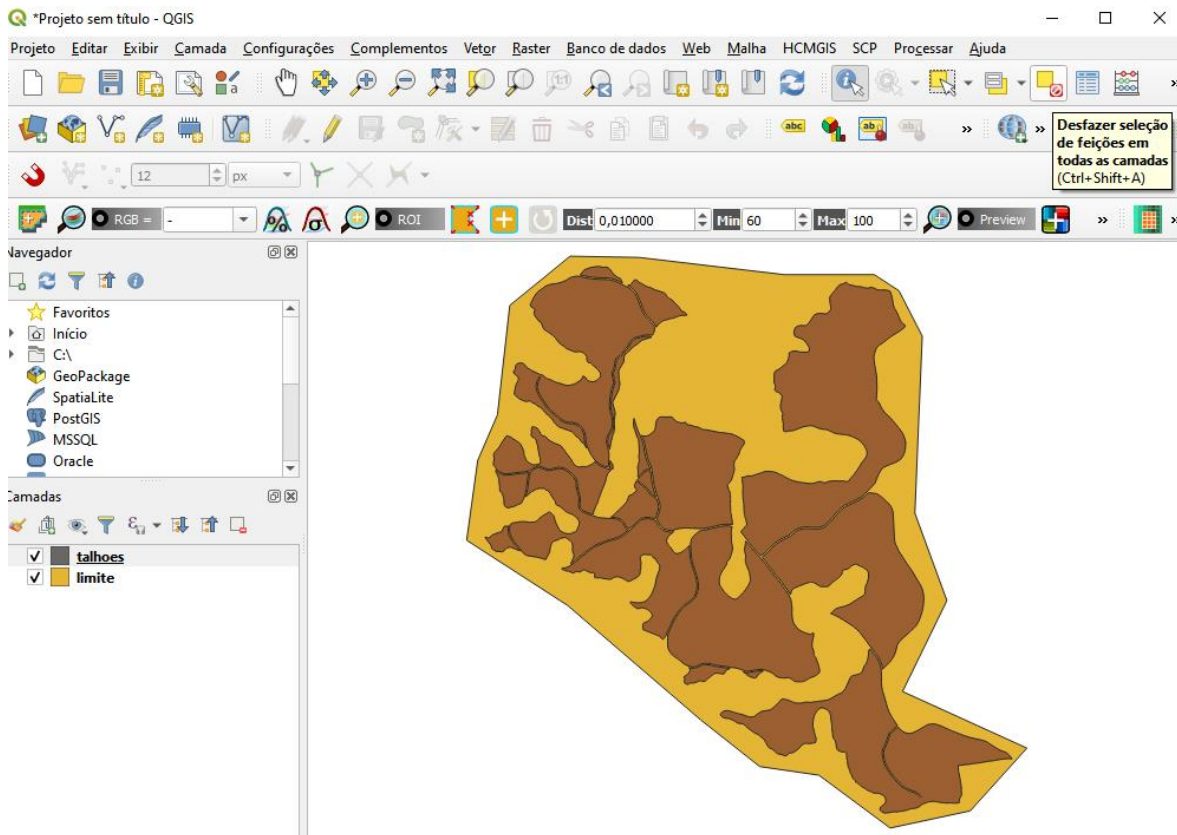 *Projeto sem título - QGIS
Projeto Editar Exibir Camada Configurações Complementos Vetor Raster Banco de dados Web Malha HCMGIS SCP Processar Ajuda
Desfazer seleção
de feições em
todas as camadas
(Ctrl+Shift+A)
12 px
RGB = - ROI Dist 0,010000 Min 60 Max 100 Preview
Navegador
Favoritos
Início
C:\
GeoPackage
SpatiaLite
PostGIS
MSSQL
Oracle
Camadas
talhoes
limite